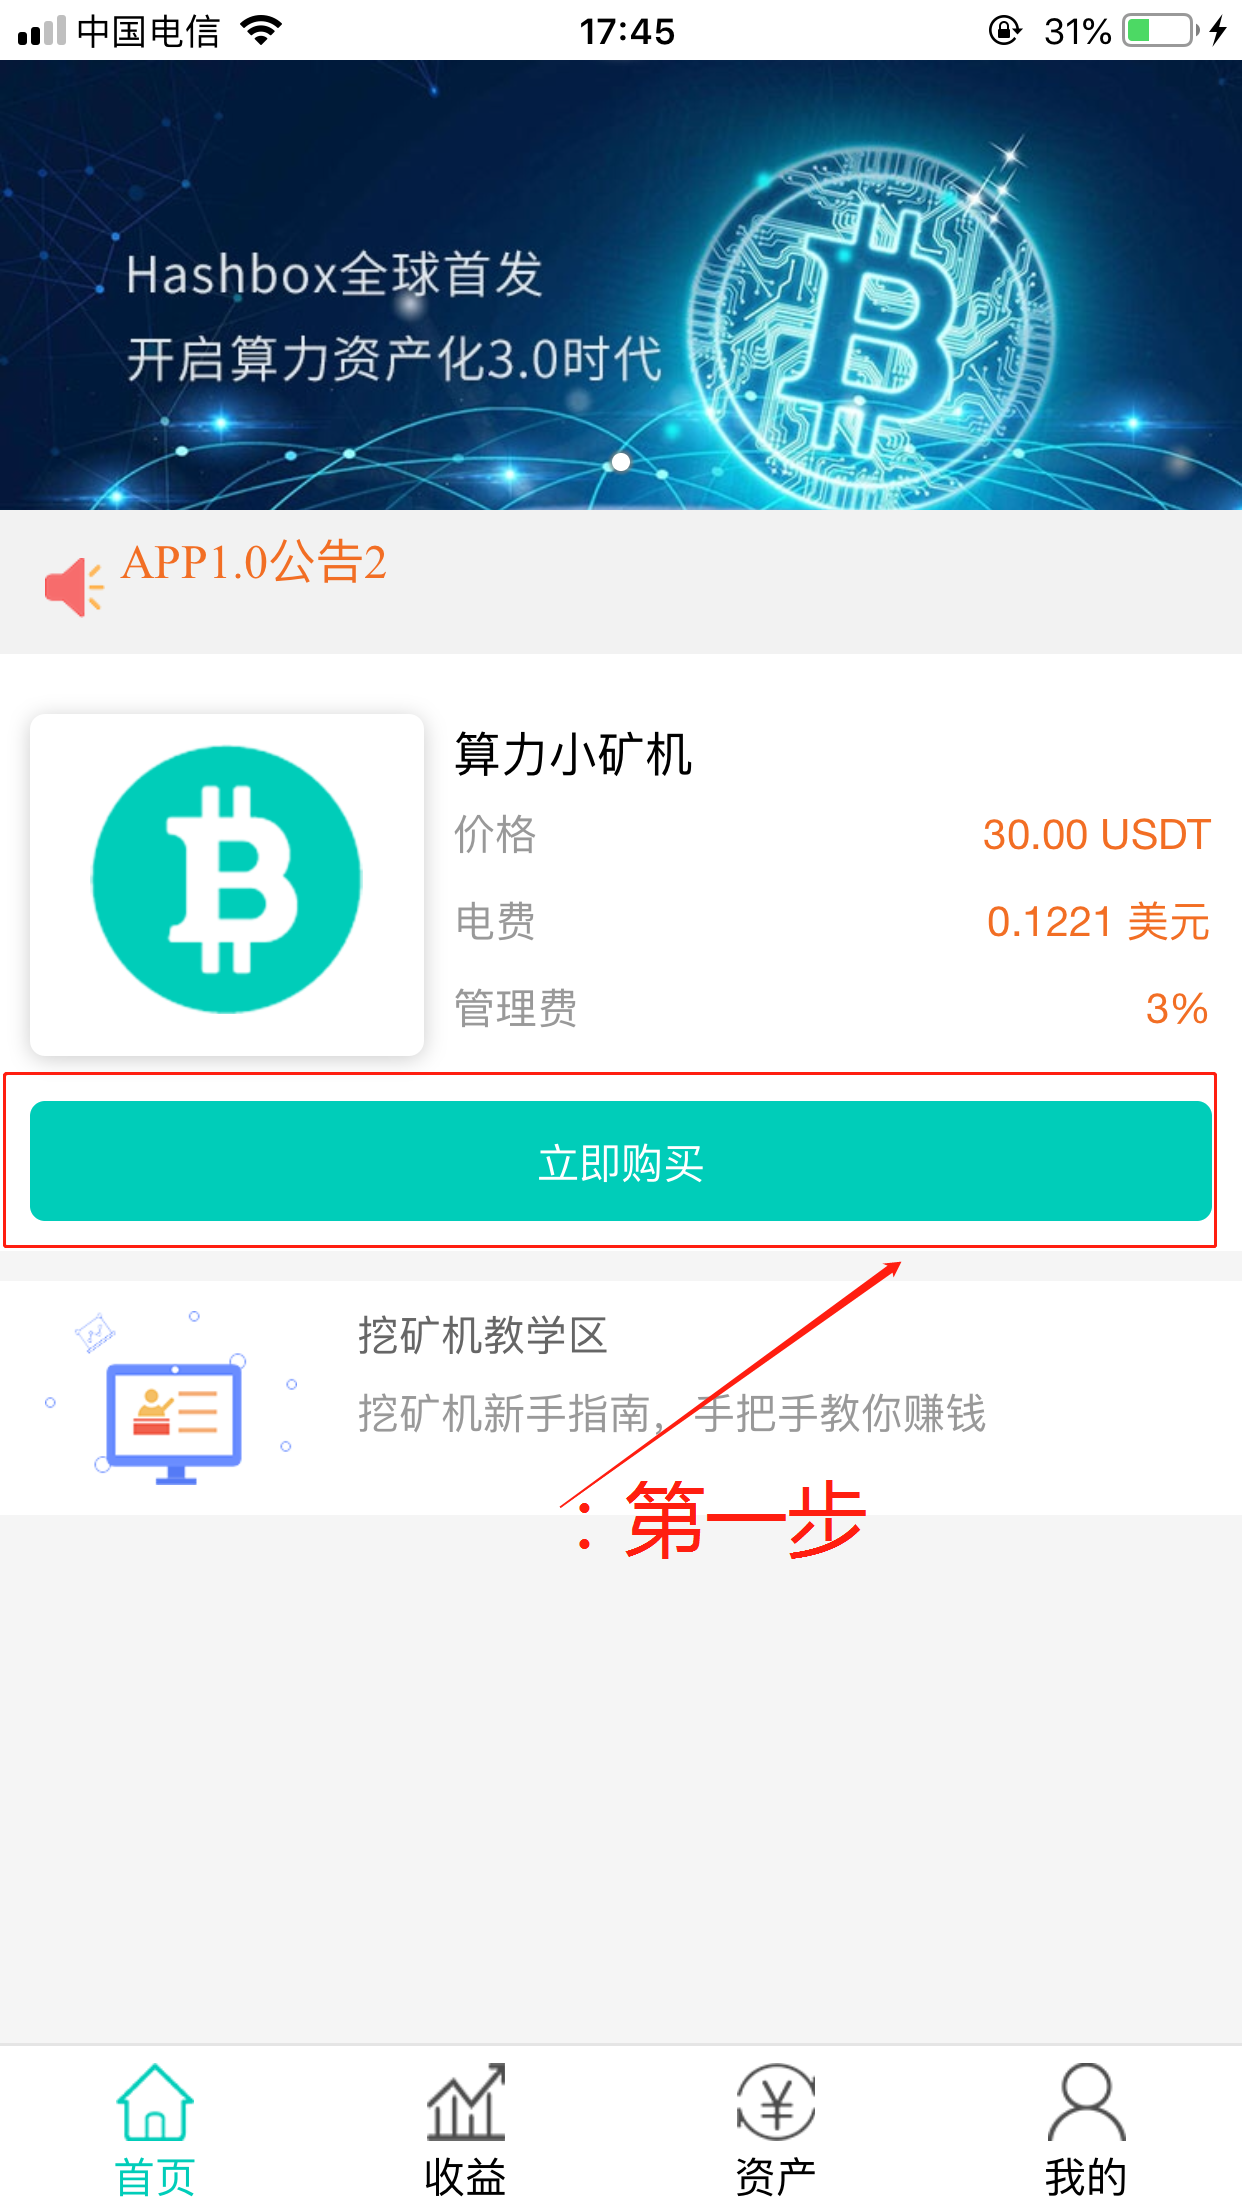 中国电信
17:45
31%
Hashbox全球首发
开启算力资产化3.0时代
APP1.0公告2
算力小矿机
价格 30.00 USDT
电费 0.1221 美元
管理费 3%
立即购买
挖矿机教学区
挖矿机新手指南，手把手教你赚钱
：第一步
首页
收益
资产
我的